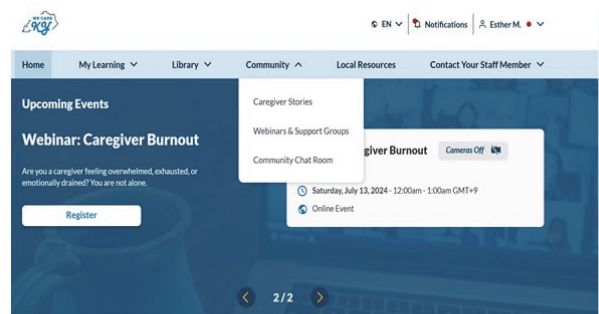 WE CARE
KY
EN
Notifications
Esther M.
Home
My Learning
Library
Community
Local Resources
Contact Your Staff Member
Caregiver Stories
Webinars & Support Groups
Community Chat Room
Upcoming Events
Webinar: Caregiver Burnout
Are you a caregiver feeling overwhelmed, exhausted, or
emotionally drained? You are not alone.
Register
giver Burnout
Cameras Off
Saturday, July 13, 2024 - 12:00am - 1:00am GMT+9
Online Event
2/2